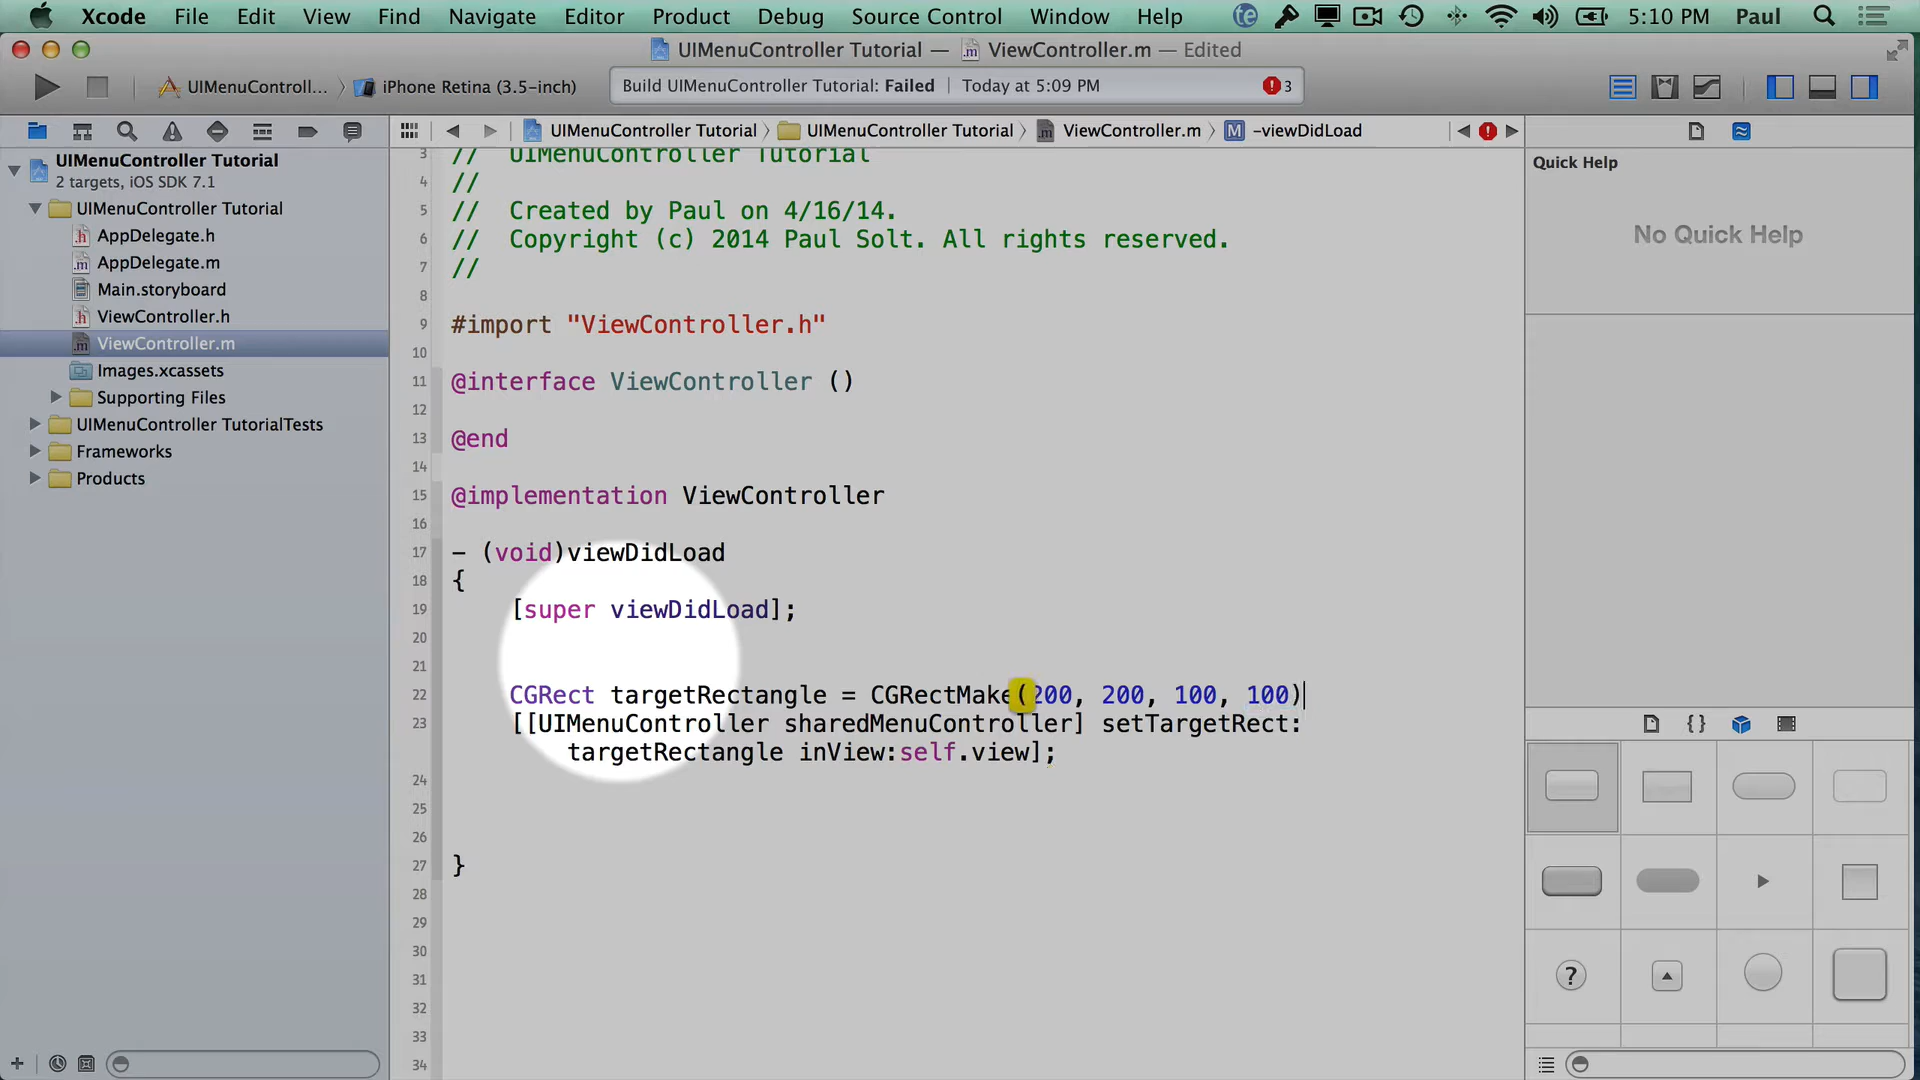 Xcode File Edit View Find Navigate Editor Product Debug Source Control Window Help te 5:10 PM Paul
UIMenuController Tutorial — ViewController.m — Edited
UIMenuControll... iPhone Retina (3.5-inch) Build UIMenuController Tutorial: Failed Today at 5:09 PM 3
UIMenuController Tutorial UIMenuController Tutorial ViewController.m M -viewDidLoad
UIMenuController Tutorial
2 targets, iOS SDK 7.1
UIMenuController Tutorial
AppDelegate.h
AppDelegate.m
Main.storyboard
ViewController.h
ViewController.m
Images.xcassets
Supporting Files
UIMenuController TutorialTests
Frameworks
Products
3 //  UIMenuController Tutorial
4 //
5 //  Created by Paul on 4/16/14.
6 //  Copyright (c) 2014 Paul Solt. All rights reserved.
7 //
8
9 #import "ViewController.h"
10
11 @interface ViewController ()
12
13 @end
14
15 @implementation ViewController
16
17 - (void)viewDidLoad
18 {
19     [super viewDidLoad];
20
21
22     CGRect targetRectangle = CGRectMake(200, 200, 100, 100)
23     [[UIMenuController sharedMenuController] setTargetRect:
targetRectangle inView:self.view];
24
25
26
27 }
28
29
30
31
32
33
34
Quick Help
No Quick Help
{ }
?